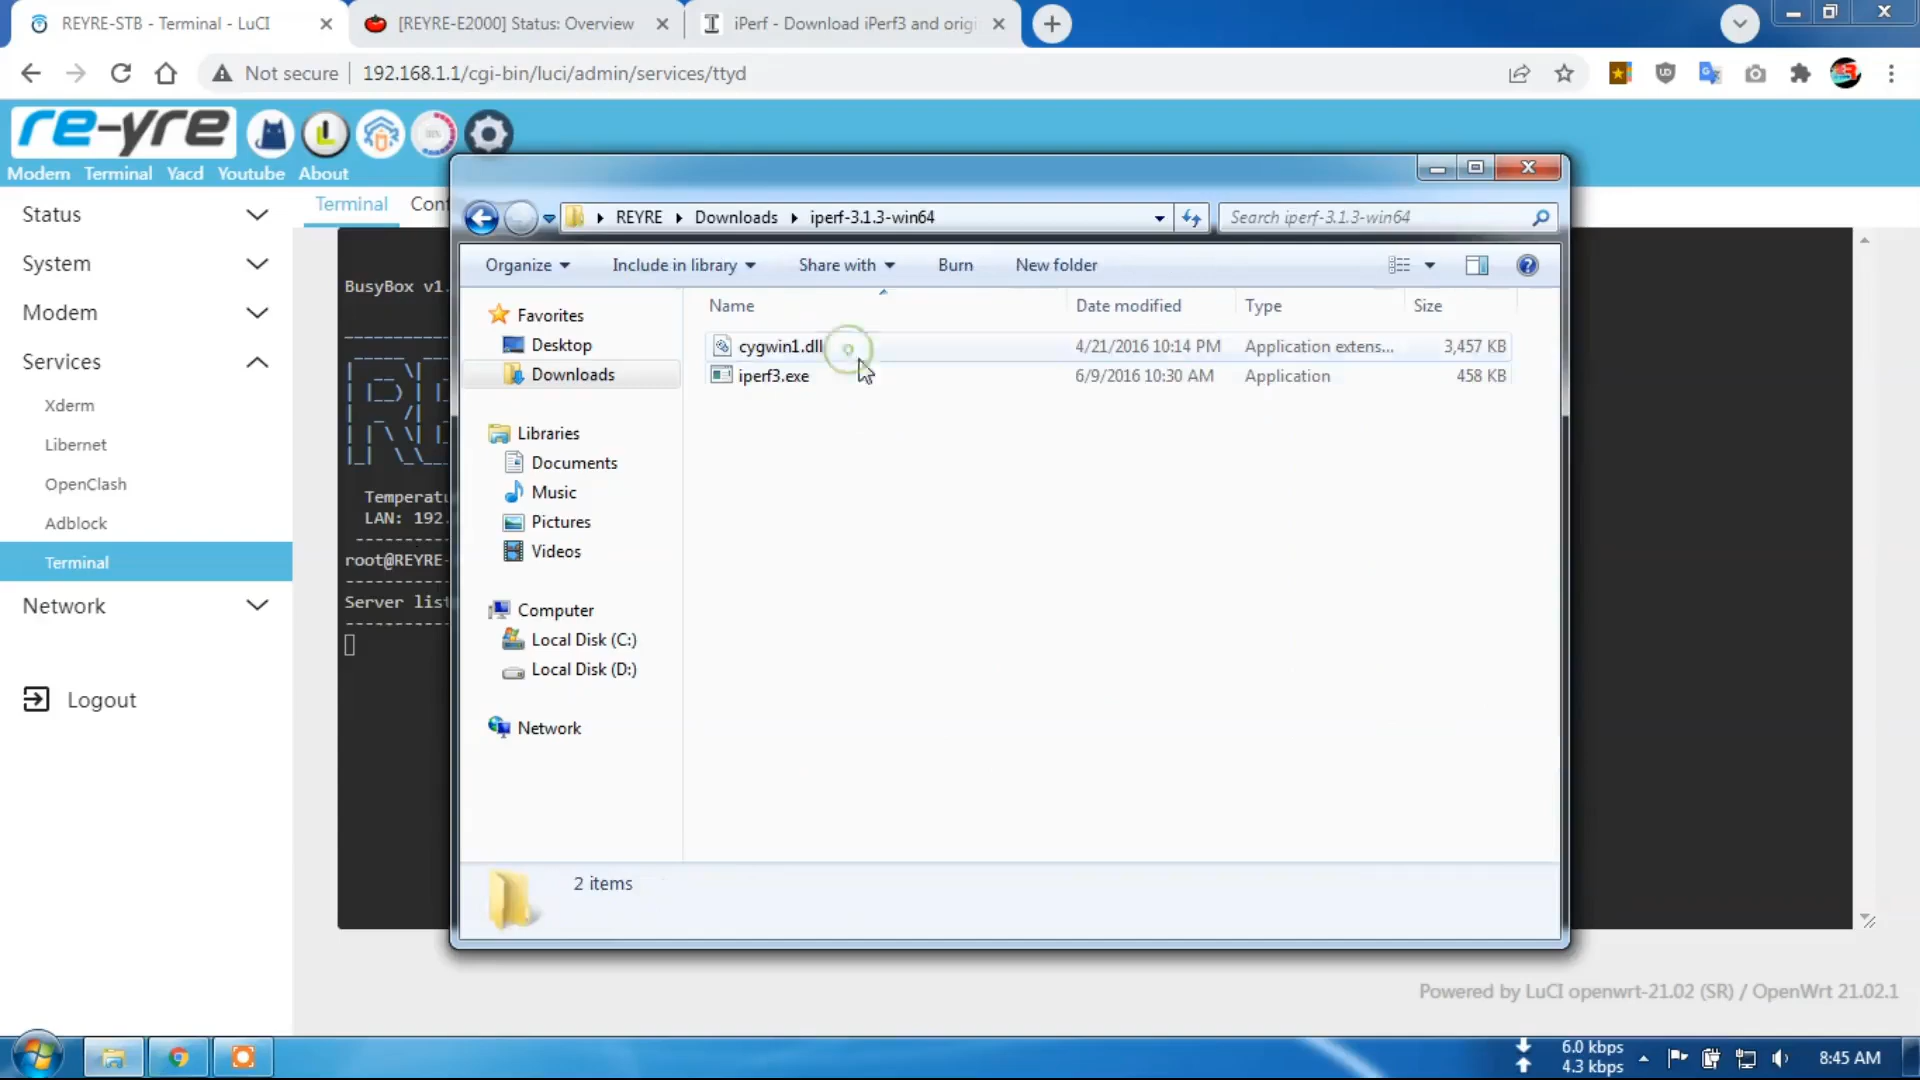 REYRE-STB - Terminal - LuCI
[REYRE-E2000] Status: Overview
iPerf - Download iPerf3 and origi
Not secure
192.168.1.1/cgi-bin/luci/admin/services/ttyd
re-yre
Modem Terminal Yacd Youtube About
Status
System
Modem
Services
Xderm
Libernet
OpenClash
Adblock
Terminal
Network
Logout
Terminal
BusyBox v1.
LAN: 192.
root@REYRE-
REYRE
Downloads
iperf-3.1.3-win64
Search iperf-3.1.3-win64
Organize
Include in library
Share with
Burn
New folder
Favorites
Desktop
Downloads
Libraries
Documents
Music
Pictures
Videos
Computer
Local Disk (C:)
Local Disk (D:)
Network
Name Date modified Type Size
cygwin1.dll 4/21/2016 10:14 PM Application extens... 3,457 KB
iperf3.exe 6/9/2016 10:30 AM Application 458 KB
2 items
Powered by LuCI openwrt-21.02 (SR) / OpenWrt 21.02.1
6.0 kbps
4.3 kbps
8:45 AM